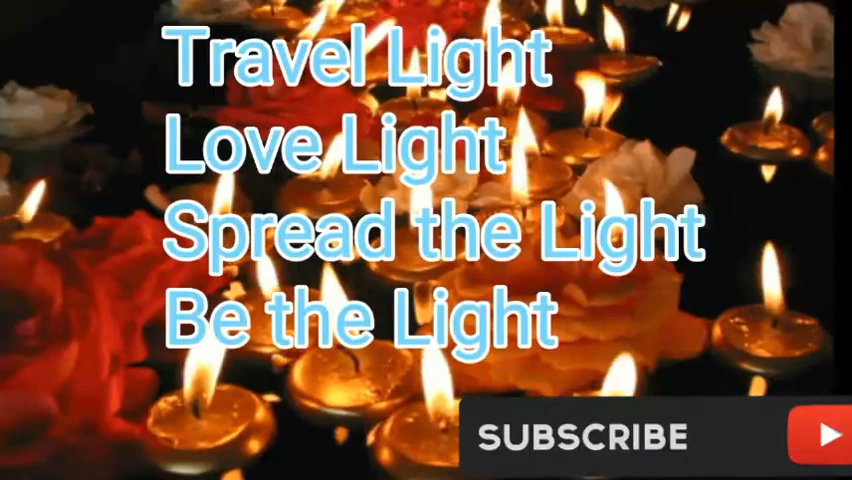 Travel Light
Love Light
Spread the Light
Be the Light
SUBSCRIBE